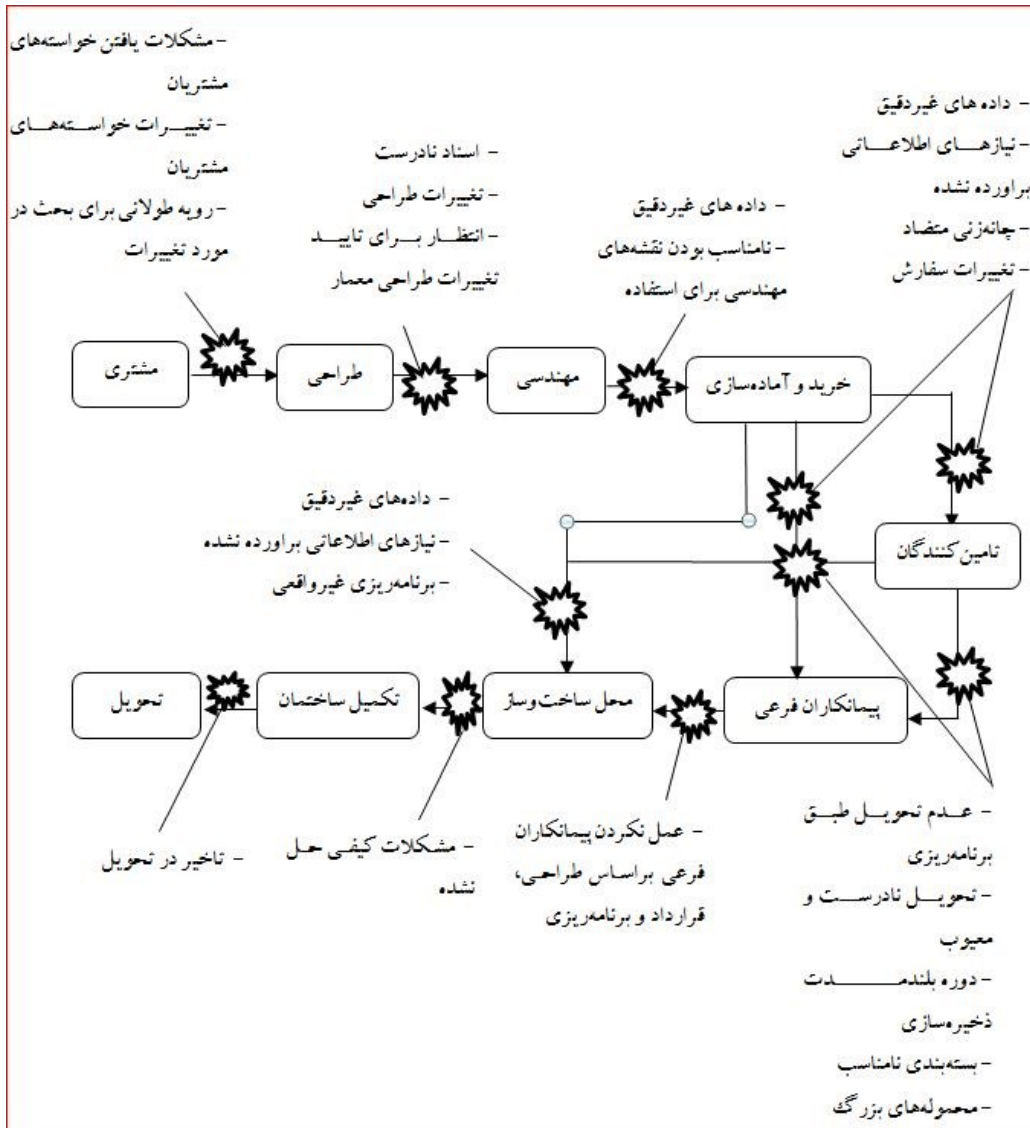 - مشکلات یافتن خواسته‌های
مشتریان
- تغییرات خواسته‌های
مشتریان
- رویه طولانی برای بحث در
مورد تغییرات
- اسناد نادرست
- تغییرات طراحی
- انتظار برای تایید
تغییرات طراحی معمار
- داده های غیردقیق
- نامناسب بودن نقشه‌های
مهندسی برای استفاده
- داده های غیردقیق
- نیازهای اطلاعاتی
براورده نشده
- چانه‌زنی متضاد
- تغییرات سفارش
مشتری
طراحی
مهندسی
خرید و آماده‌سازی
تامین‌کنندگان
- داده‌های غیردقیق
- نیازهای اطلاعاتی براورده نشده
- برنامه‌ریزی غیرواقعی
پیمانکاران فرعی
محل ساخت‌وساز
تکمیل ساختمان
تحویل
- عدم تحویل طبق
برنامه‌ریزی
- تحویل نادرست و
معیوب
- دوره بلندمدت
ذخیره‌سازی
- بسته‌بندی نامناسب
- محموله‌های بزرگ
- عمل نکردن پیمانکاران
فرعی براساس طراحی،
قرارداد و برنامه‌ریزی
- مشکلات کیفی حل
نشده
- تاخیر در تحویل